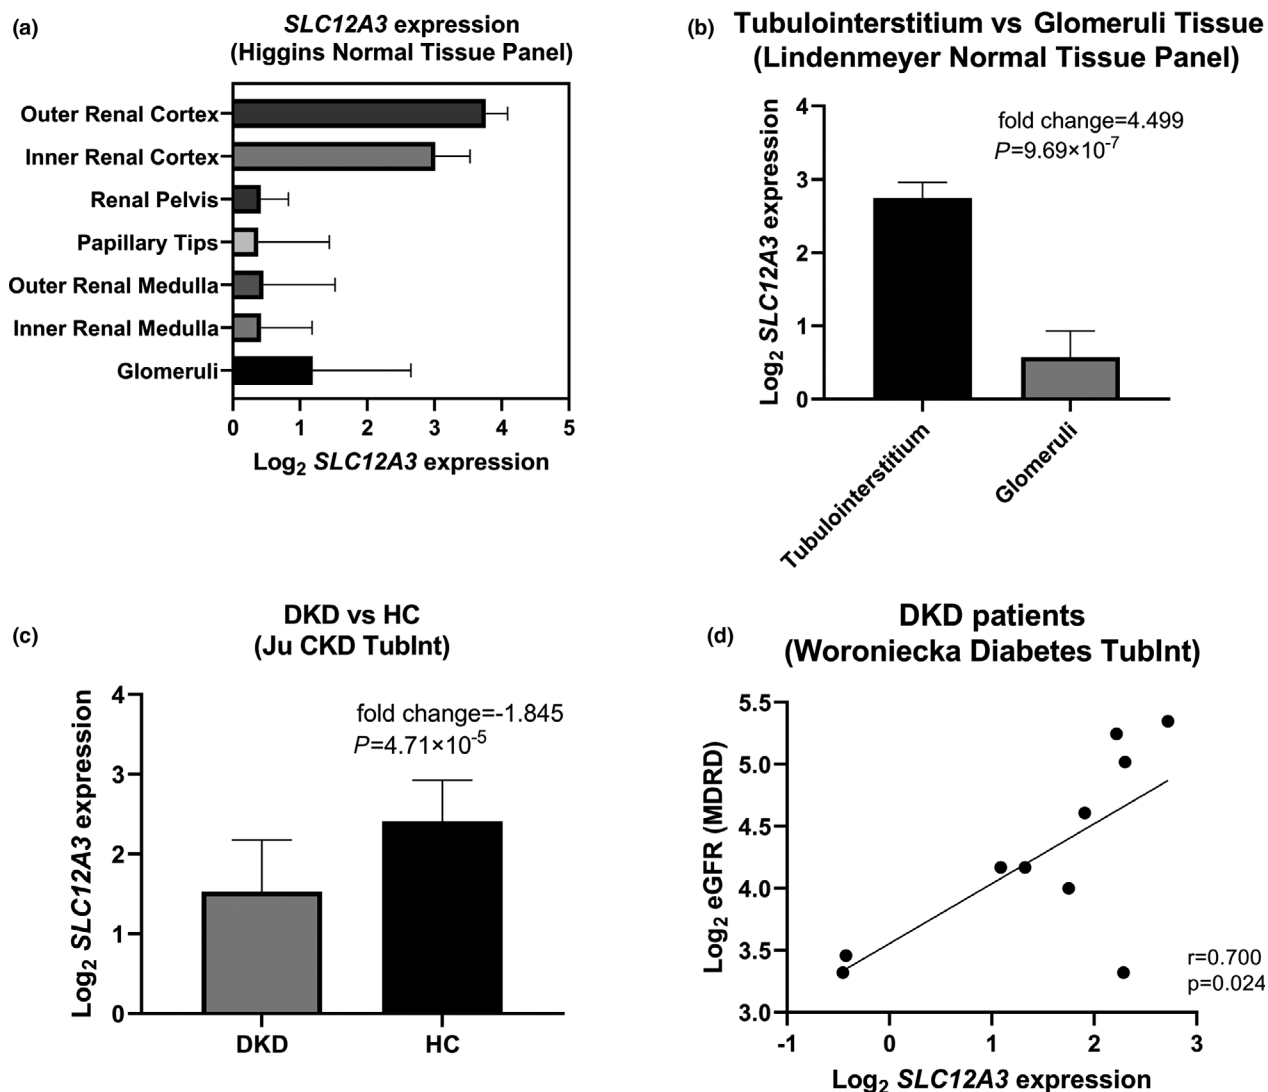 (a)
SLC12A3 expression
(Higgins Normal Tissue Panel)
Outer Renal Cortex
Inner Renal Cortex
Renal Pelvis
Papillary Tips
Outer Renal Medulla
Inner Renal Medulla
Glomeruli
0 1 2 3 4 5
Log2 SLC12A3 expression
(b)
Tubulointerstitium vs Glomeruli Tissue
(Lindenmeyer Normal Tissue Panel)
fold change=4.499
P=9.69×10-7
Log2 SLC12A3 expression
4
3
2
1
0
Tubulointerstitium
Glomeruli
(c)
DKD vs HC
(Ju CKD TubInt)
fold change=-1.845
P=4.71×10-5
Log2 SLC12A3 expression
4
3
2
1
0
DKD HC
(d)
DKD patients
(Woroniecka Diabetes TubInt)
Log2 eGFR (MDRD)
5.5
5.0
4.5
4.0
3.5
3.0
r=0.700
p=0.024
-1 0 1 2 3
Log2 SLC12A3 expression